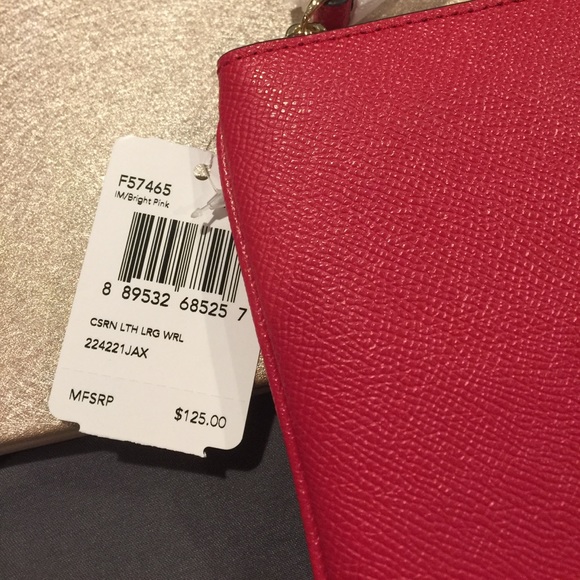 F57465
IM/Bright Pink
8 89532 68525 7
CSRN LTH LRG WRL
224221JAX
MFSRP $125.00